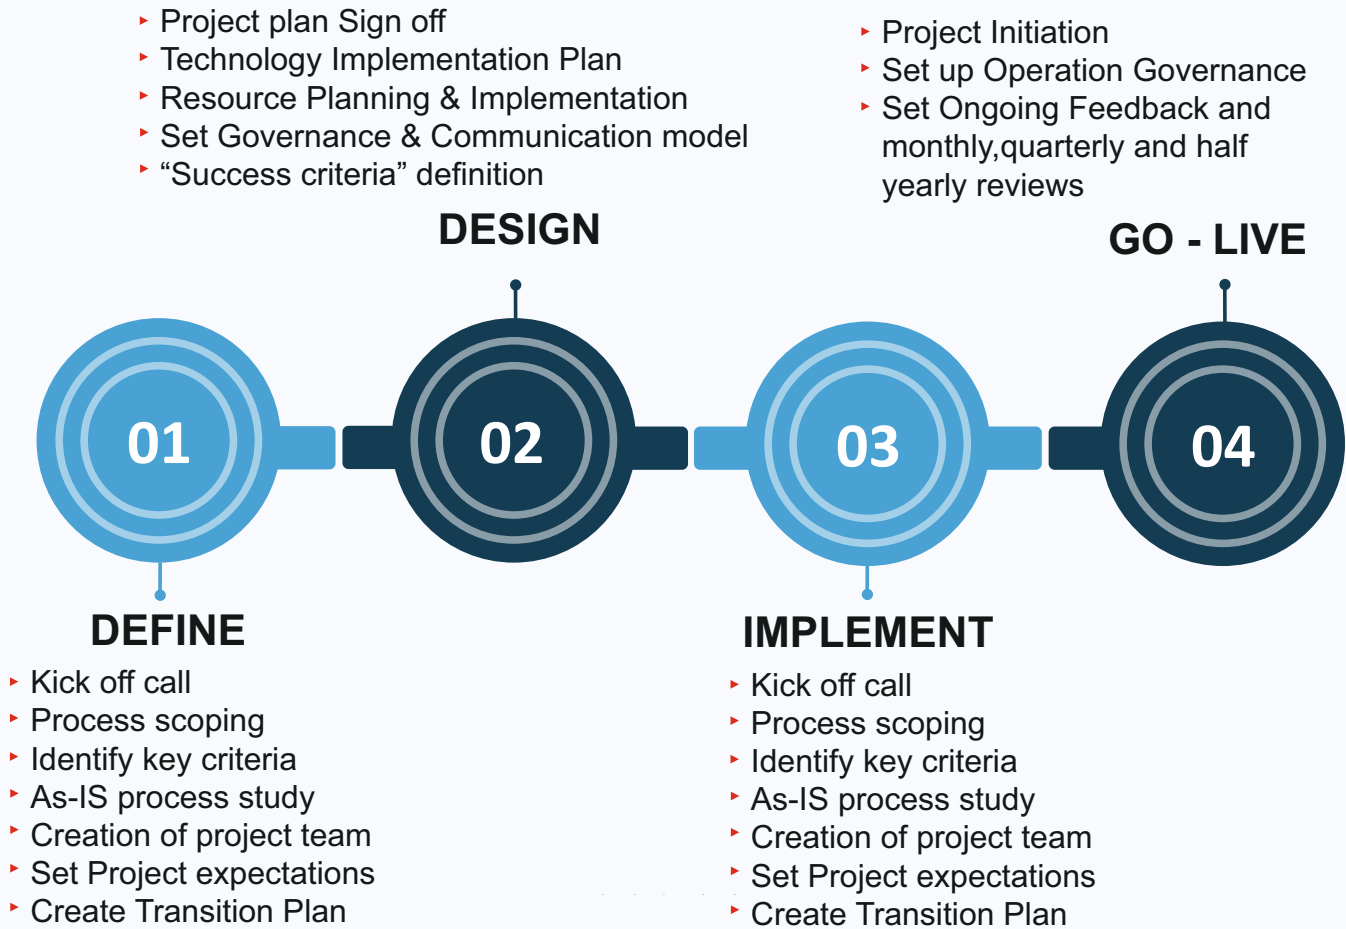 Project plan Sign off
Technology Implementation Plan
Resource Planning & Implementation
Set Governance & Communication model
“Success criteria” definition
DESIGN
Project Initiation
Set up Operation Governance
Set Ongoing Feedback and
monthly,quarterly and half
yearly reviews
GO - LIVE
01
02
03
04
DEFINE
Kick off call
Process scoping
Identify key criteria
As-IS process study
Creation of project team
Set Project expectations
Create Transition Plan
IMPLEMENT
Kick off call
Process scoping
Identify key criteria
As-IS process study
Creation of project team
Set Project expectations
Create Transition Plan